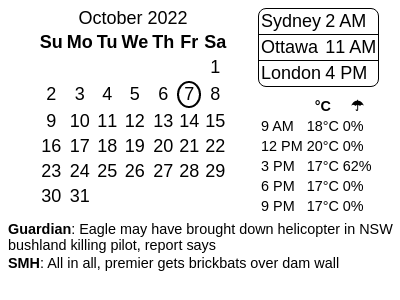 October 2022
Su Mo Tu We Th Fr Sa
1
2 3 4 5 6 7 8
9 10 11 12 13 14 15
16 17 18 19 20 21 22
23 24 25 26 27 28 29
30 31
Sydney 2 AM
Ottawa 11 AM
London 4 PM
°C ☂
9 AM 18°C 0%
12 PM 20°C 0%
3 PM 17°C 62%
6 PM 17°C 0%
9 PM 17°C 0%
Guardian: Eagle may have brought down helicopter in NSW
bushland killing pilot, report says
SMH: All in all, premier gets brickbats over dam wall